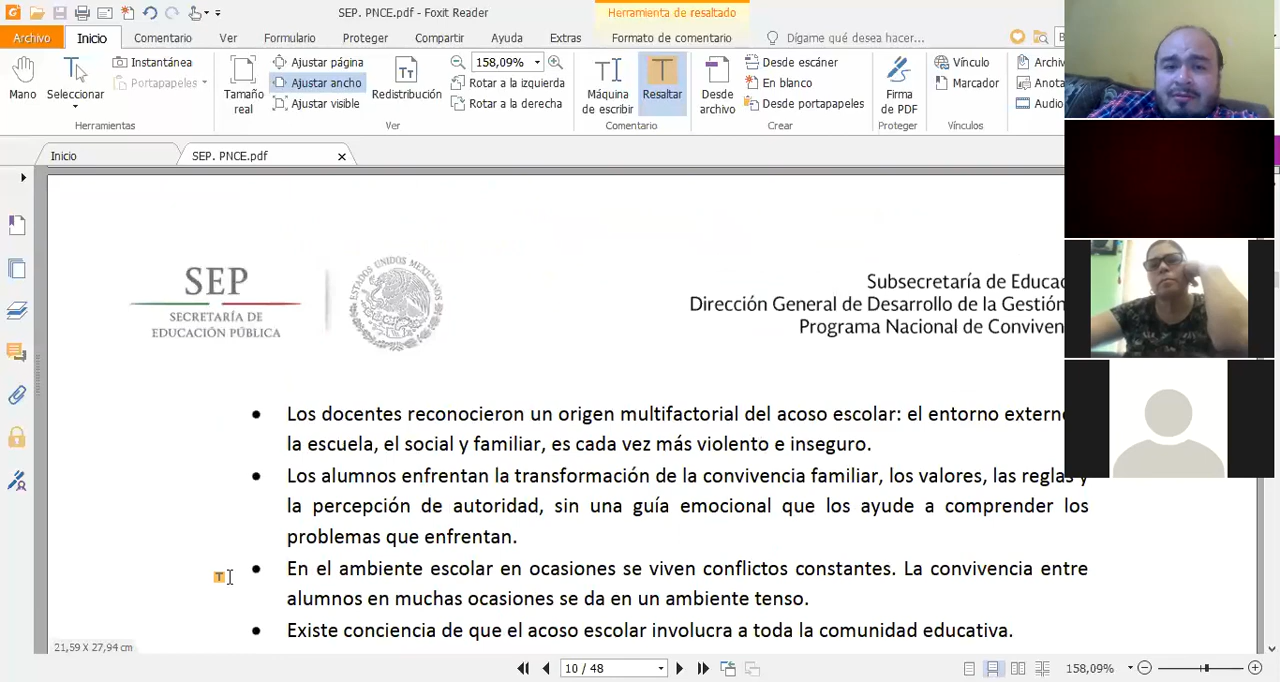 SEP. PNCE.pdf - Foxit Reader
Herramienta de resaltado
Archivo
Inicio
Comentario
Ver
Formulario
Proteger
Compartir
Ayuda
Extras
Formato de comentario
Dígame qué desea hacer...
Mano
Seleccionar
Instantánea
Portapapeles
Herramientas
Tamaño real
Ajustar página
Ajustar ancho
Ajustar visible
Redistribución
158,09%
Rotar a la izquierda
Rotar a la derecha
Ver
Máquina de escribir
Resaltar
Comentario
Desde archivo
Desde escáner
En blanco
Desde portapapeles
Crear
Firma de PDF
Proteger
Vínculo
Marcador
Vínculos
Archiv
Anota
Audio
Inicio
SEP. PNCE.pdf
SEP
SECRETARÍA DE
EDUCACIÓN PÚBLICA
ESTADOS UNIDOS MEXICANOS
Subsecretaría de Educac
Dirección General de Desarrollo de la Gestión
Programa Nacional de Conviven
Los docentes reconocieron un origen multifactorial del acoso escolar: el entorno extern
la escuela, el social y familiar, es cada vez más violento e inseguro.
Los alumnos enfrentan la transformación de la convivencia familiar, los valores, las reglas y
la percepción de autoridad, sin una guía emocional que los ayude a comprender los
problemas que enfrentan.
En el ambiente escolar en ocasiones se viven conflictos constantes. La convivencia entre
alumnos en muchas ocasiones se da en un ambiente tenso.
Existe conciencia de que el acoso escolar involucra a toda la comunidad educativa.
21,59 X 27,94 cm
10 / 48
158,09%